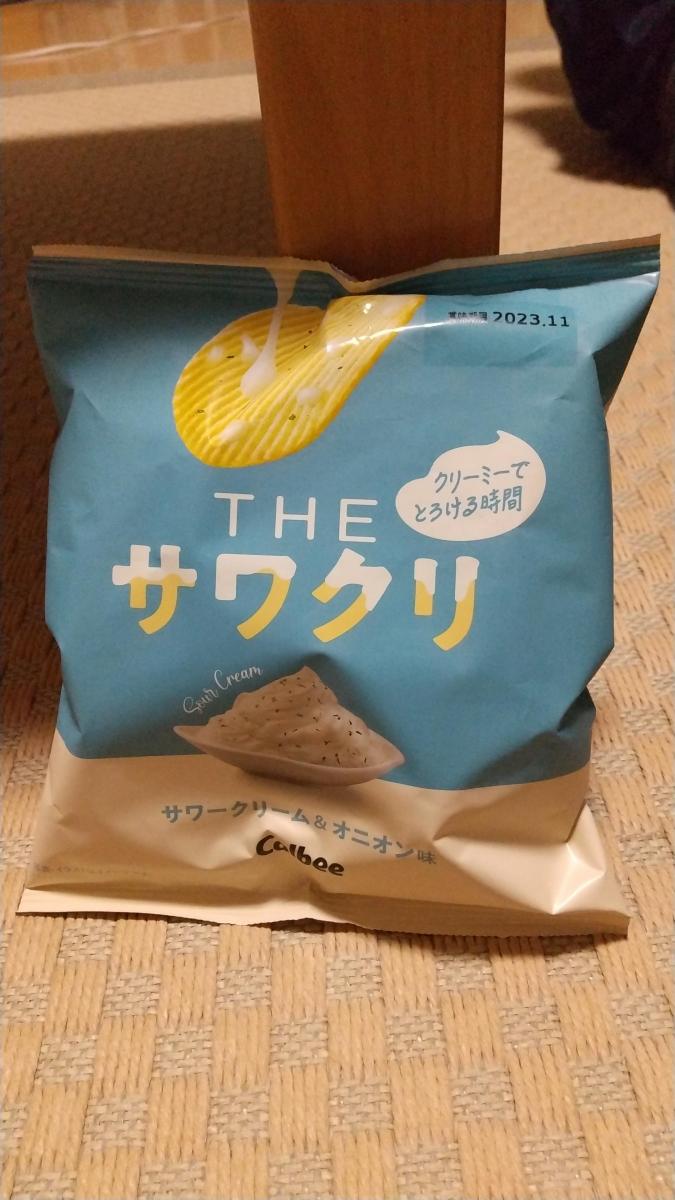 賞味期限 2023.11
クリーミーで
とろける時間
THE
サワクリ
Sour Cream
サワークリーム&オニオン味
Calbee